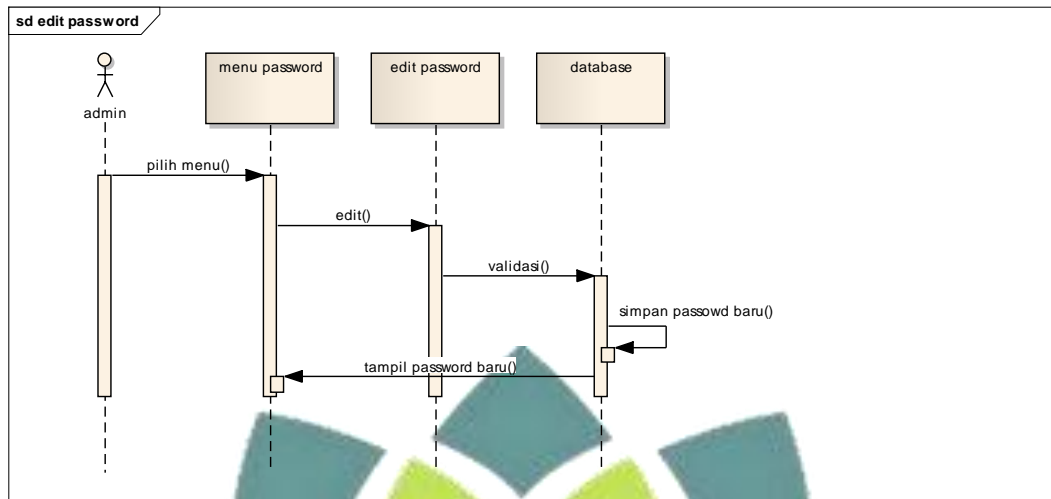 sd edit password
admin
menu password
edit password
database
pilih menu()
edit()
validasi()
simpan passowd baru()
tampil password baru()